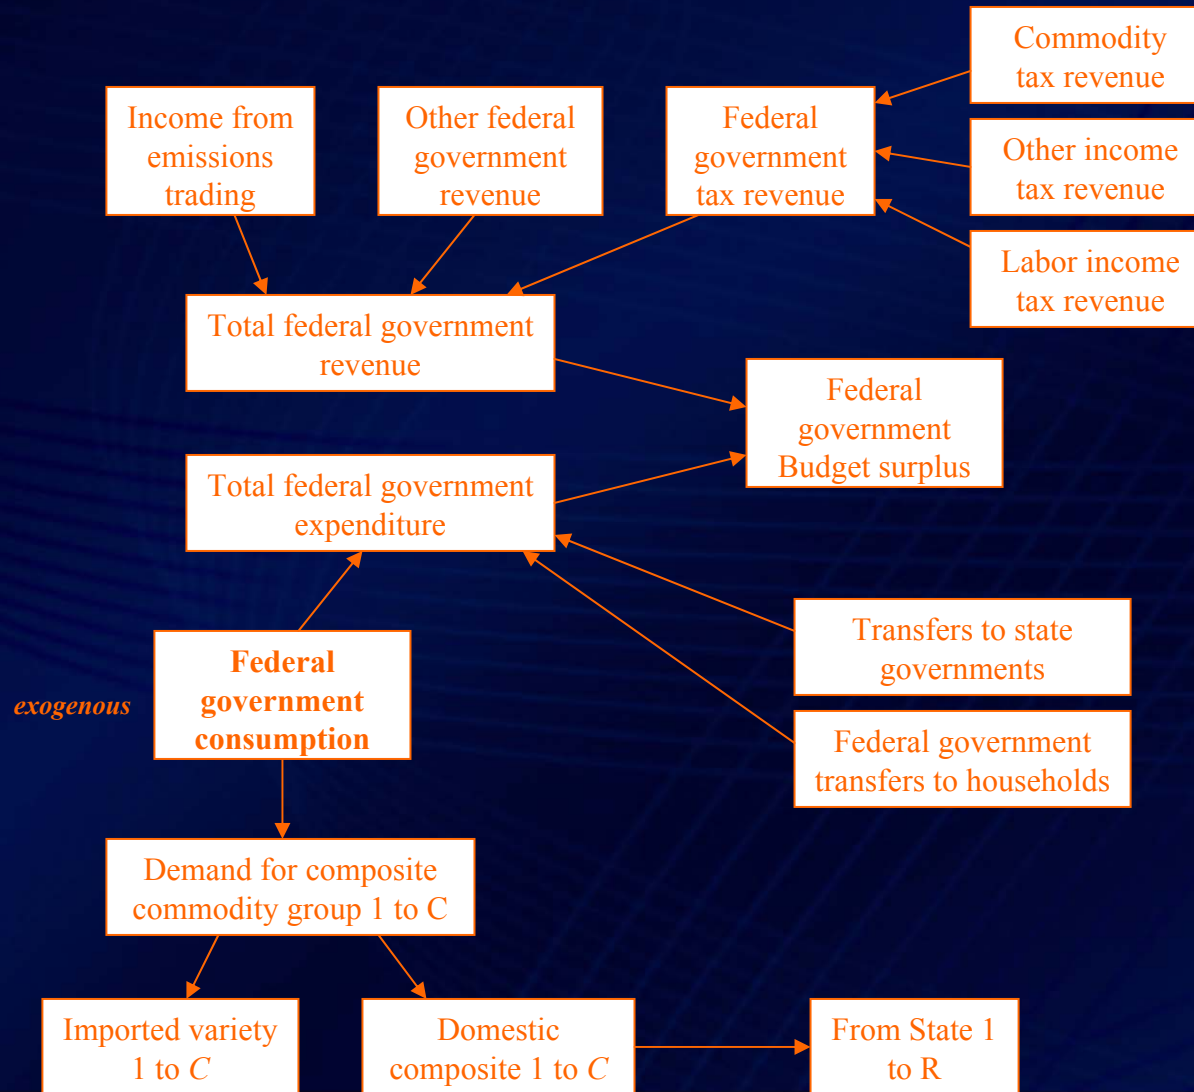 Commodity
tax revenue
Income from
emissions
trading
Other federal
government
revenue
Federal
government
tax revenue
Other income
tax revenue
Labor income
tax revenue
Total federal government
revenue
Federal
government
Budget surplus
Total federal government
expenditure
Transfers to state
governments
exogenous
Federal
government
consumption
Federal government
transfers to households
Demand for composite
commodity group 1 to C
Imported variety
1 to C
Domestic
composite 1 to C
From State 1
to R